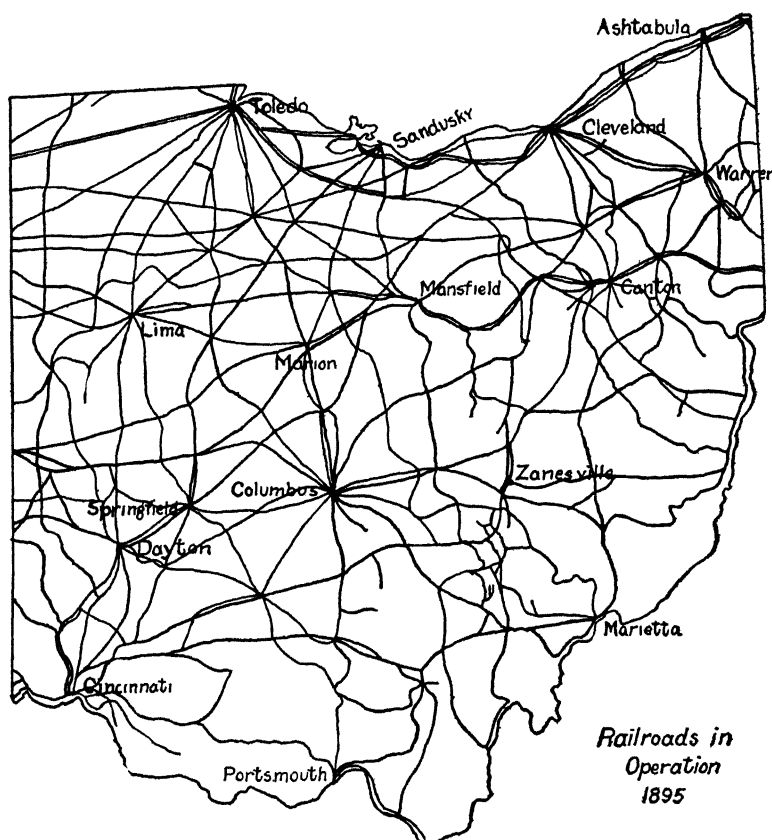 Ashtabula
Toledo
Sandusky
Cleveland
Warren
Mansfield
Canton
Lima
Marion
Zanesville
Columbus
Springfield
Dayton
Marietta
Cincinnati
Portsmouth
Railroads in
Operation
1895